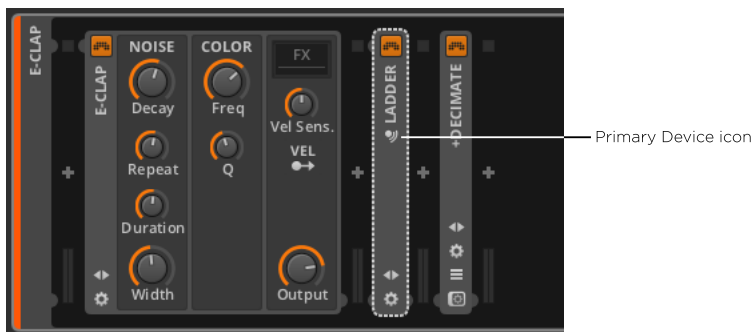 E-CLAP
E-CLAP
NOISE
Decay
Repeat
Duration
Width
COLOR
Freq
Q
FX
Vel Sens.
VEL
Output
LADDER
+DECIMATE
Primary Device icon